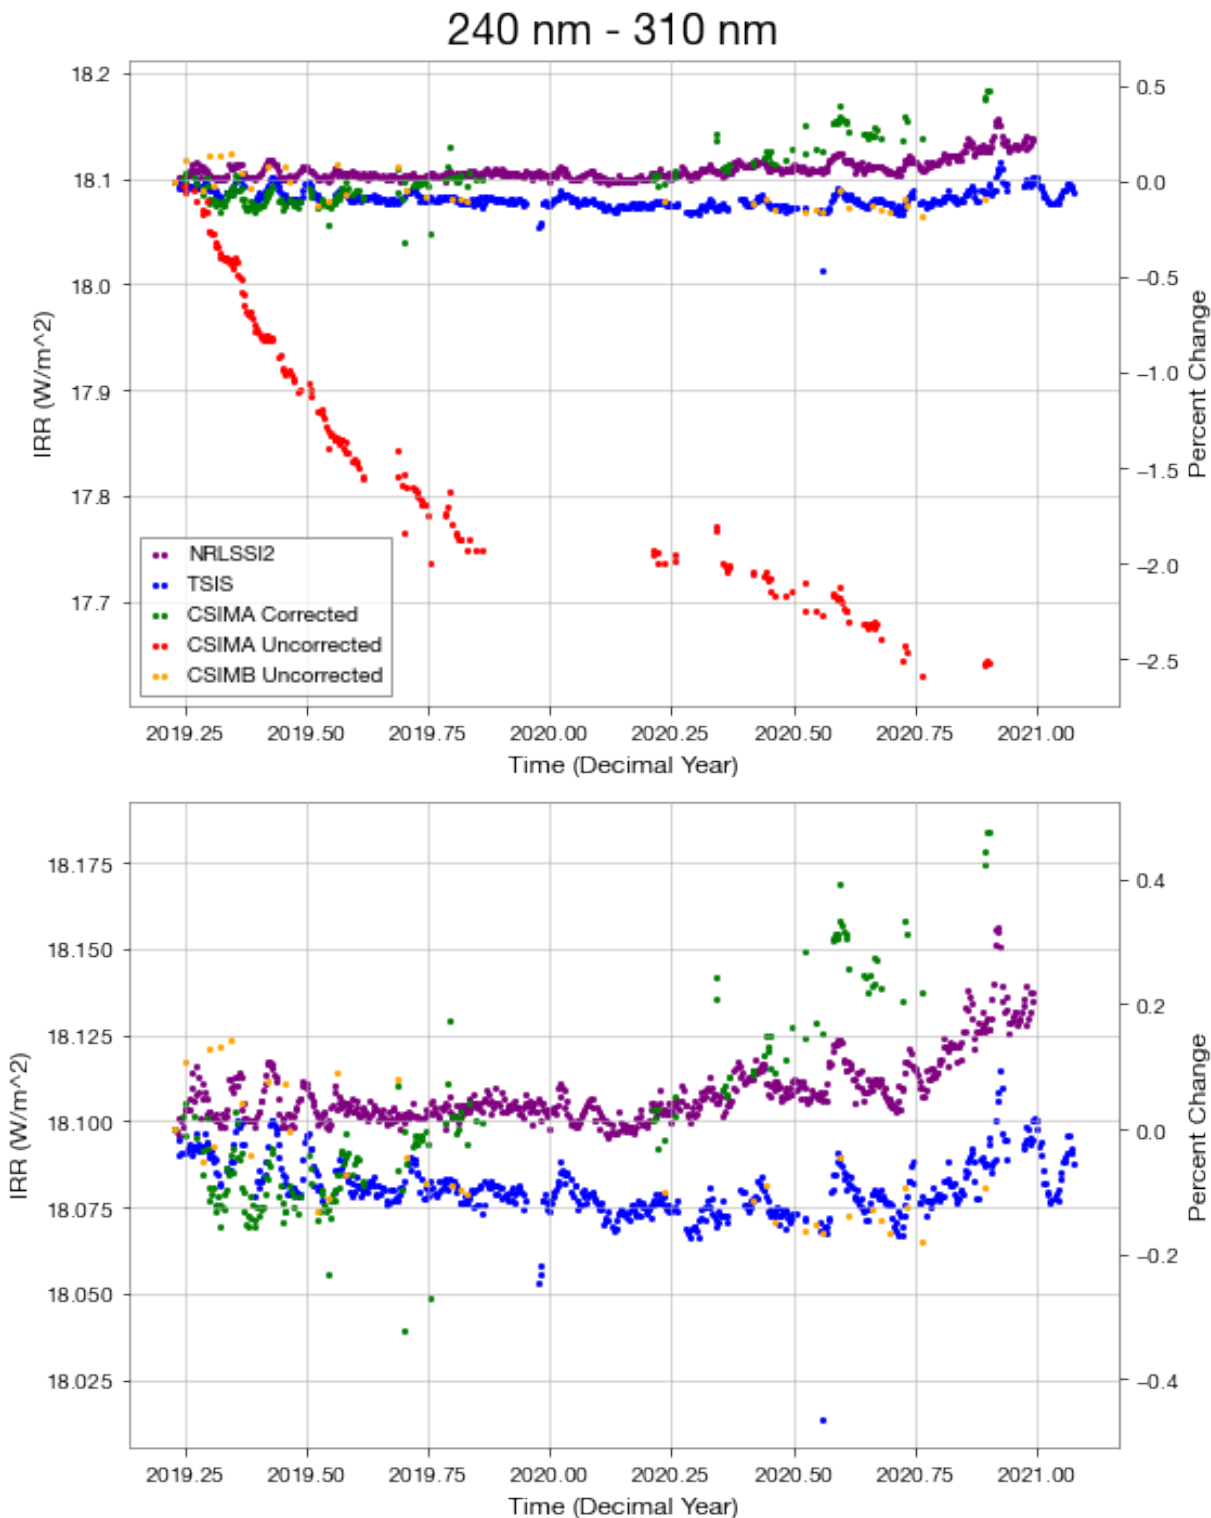 240 nm - 310 nm
18.2
18.1
18.0
17.9
17.8
17.7
IRR (W/m^2)
0.5
0.0
−0.5
−1.0
−1.5
−2.0
−2.5
Percent Change
NRLSSI2
TSIS
CSIMA Corrected
CSIMA Uncorrected
CSIMB Uncorrected
2019.25 2019.50 2019.75 2020.00 2020.25 2020.50 2020.75 2021.00
Time (Decimal Year)
18.175
18.150
18.125
18.100
18.075
18.050
18.025
IRR (W/m^2)
0.4
0.2
0.0
−0.2
−0.4
Percent Change
2019.25 2019.50 2019.75 2020.00 2020.25 2020.50 2020.75 2021.00
Time (Decimal Year)